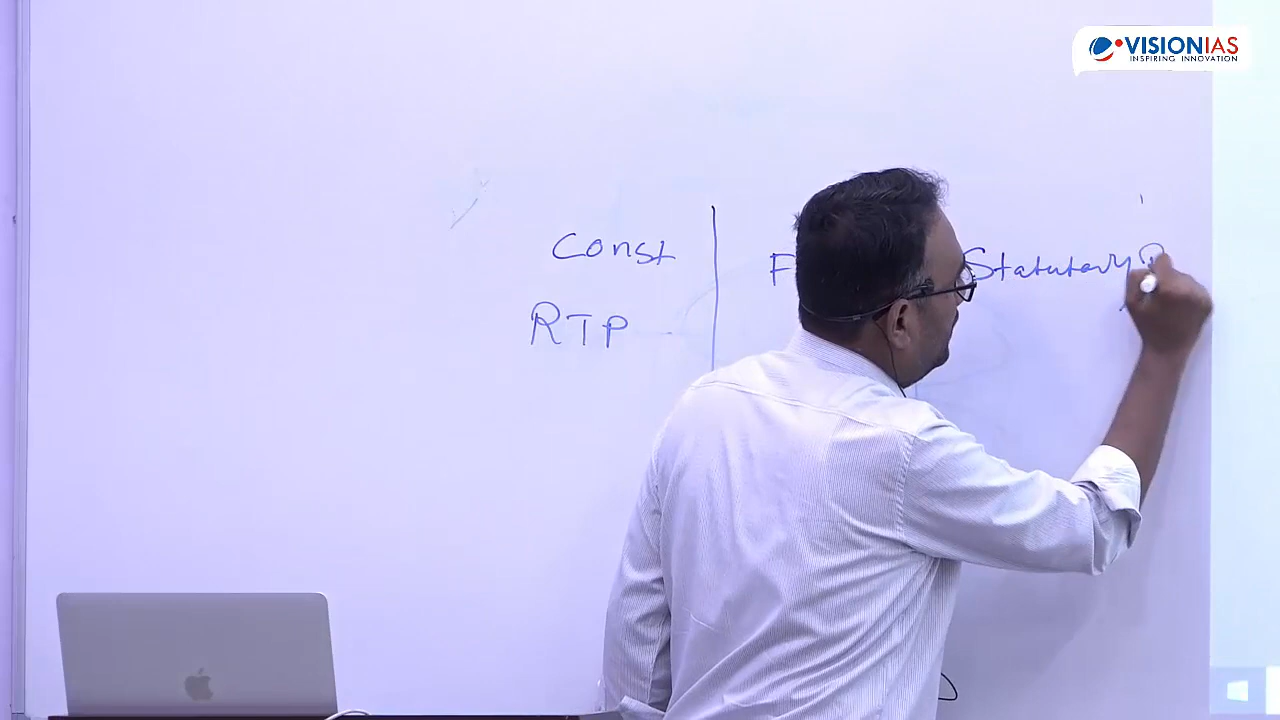 VISIONIAS
INSPIRING INNOVATION
Const
F Statutory R
RTP